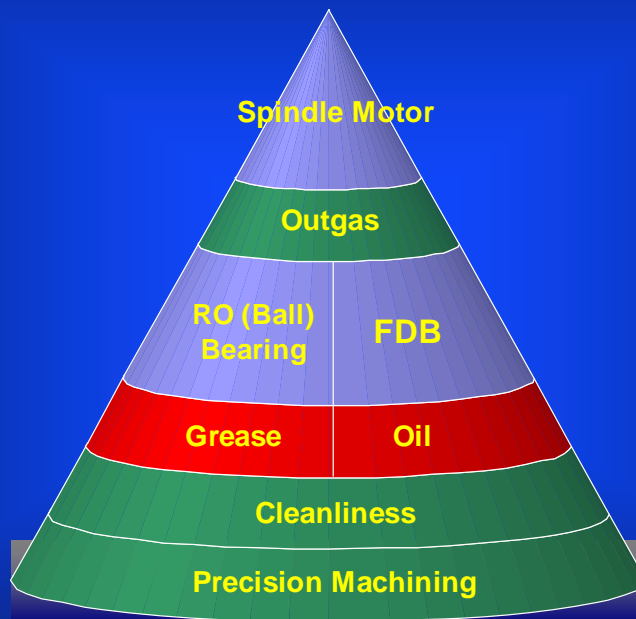 Spindle Motor
Outgas
RO (Ball)
Bearing
FDB
Grease
Oil
Cleanliness
Precision Machining